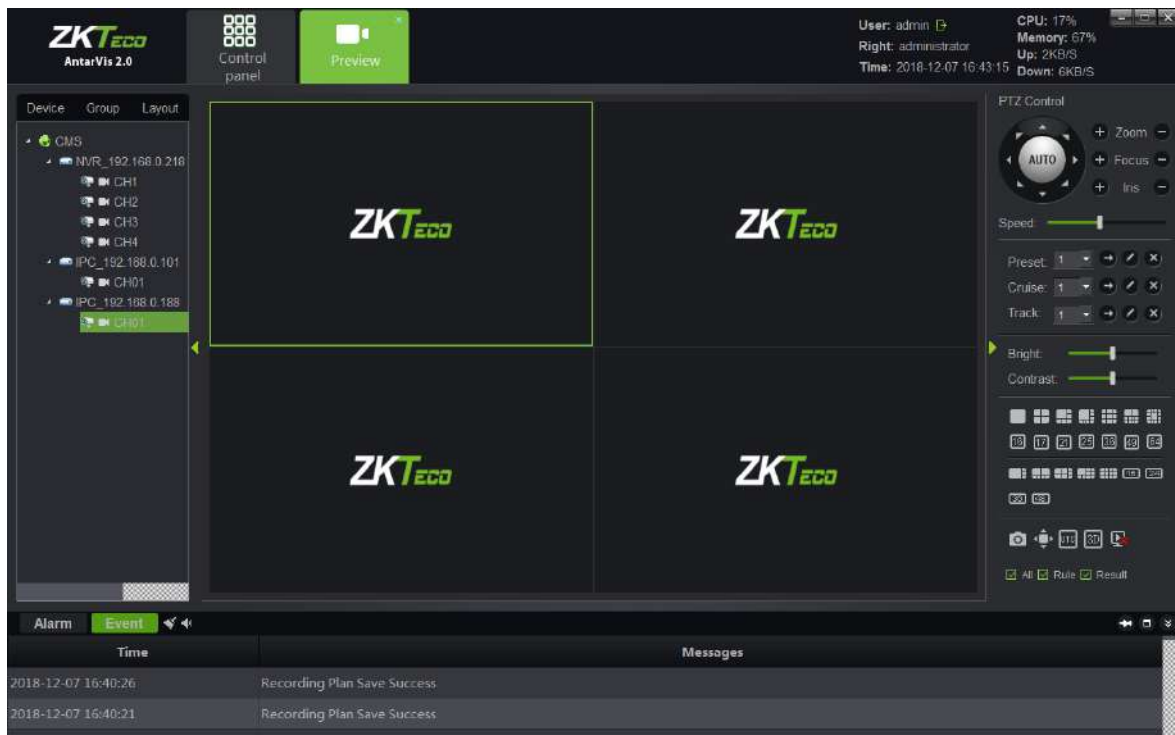 ZKTeco
AntarVis 2.0
Control
panel
Preview
User: admin
Right: administrator
Time: 2018-12-07 16:43:15
CPU: 17%
Memory: 67%
Up: 2KB/S
Down: 6KB/S
Device Group Layout
CMS
NVR_192.168.0.218
CH1
CH2
CH3
CH4
IPC_192.168.0.101
CH01
IPC_192.168.0.188
CH01
ZKTeco
ZKTeco
ZKTeco
ZKTeco
PTZ Control
AUTO
Zoom
Focus
Iris
Speed:
Preset: 1
Cruise: 1
Track: 1
Bright:
Contrast:
16 17 21 25 36 49 64
3D
All Rule Result
Alarm Event
Time Messages
2018-12-07 16:40:26 Recording Plan Save Success
2018-12-07 16:40:21 Recording Plan Save Success